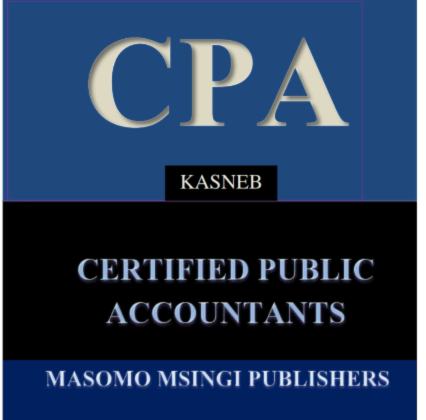 CPA
KASNEB
CERTIFIED PUBLIC
ACCOUNTANTS
MASOMO MSINGI PUBLISHERS